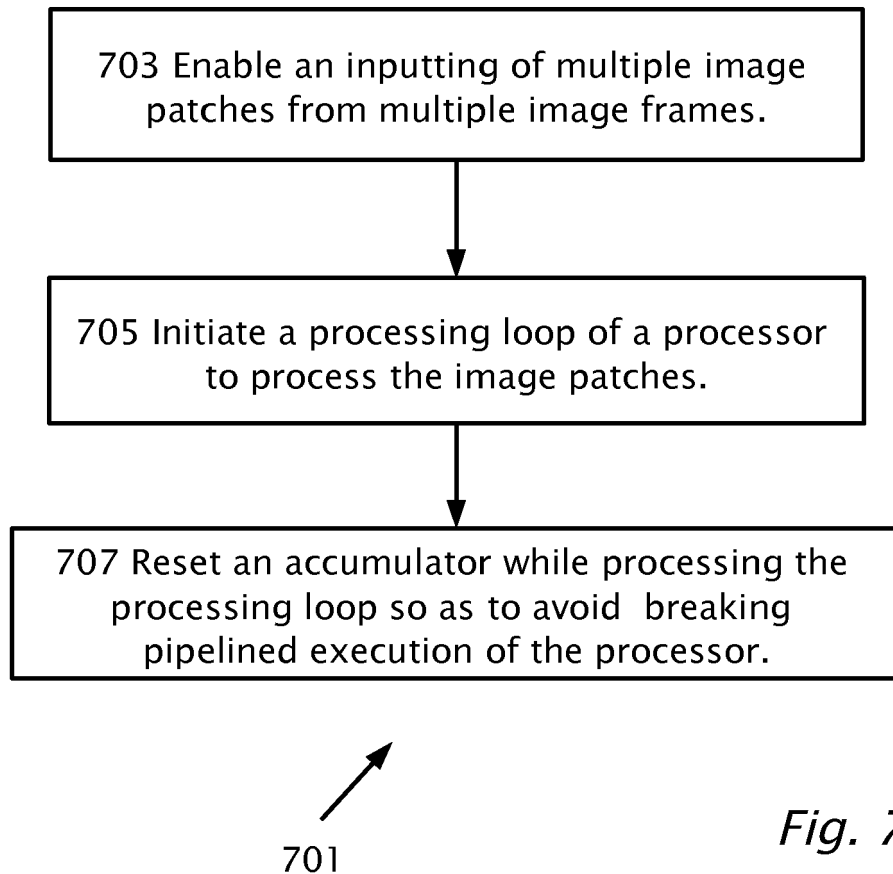 703 Enable an inputting of multiple image
patches from multiple image frames.
705 Initiate a processing loop of a processor
to process the image patches.
707 Reset an accumulator while processing the
processing loop so as to avoid breaking
pipelined execution of the processor.
701
Fig. 7